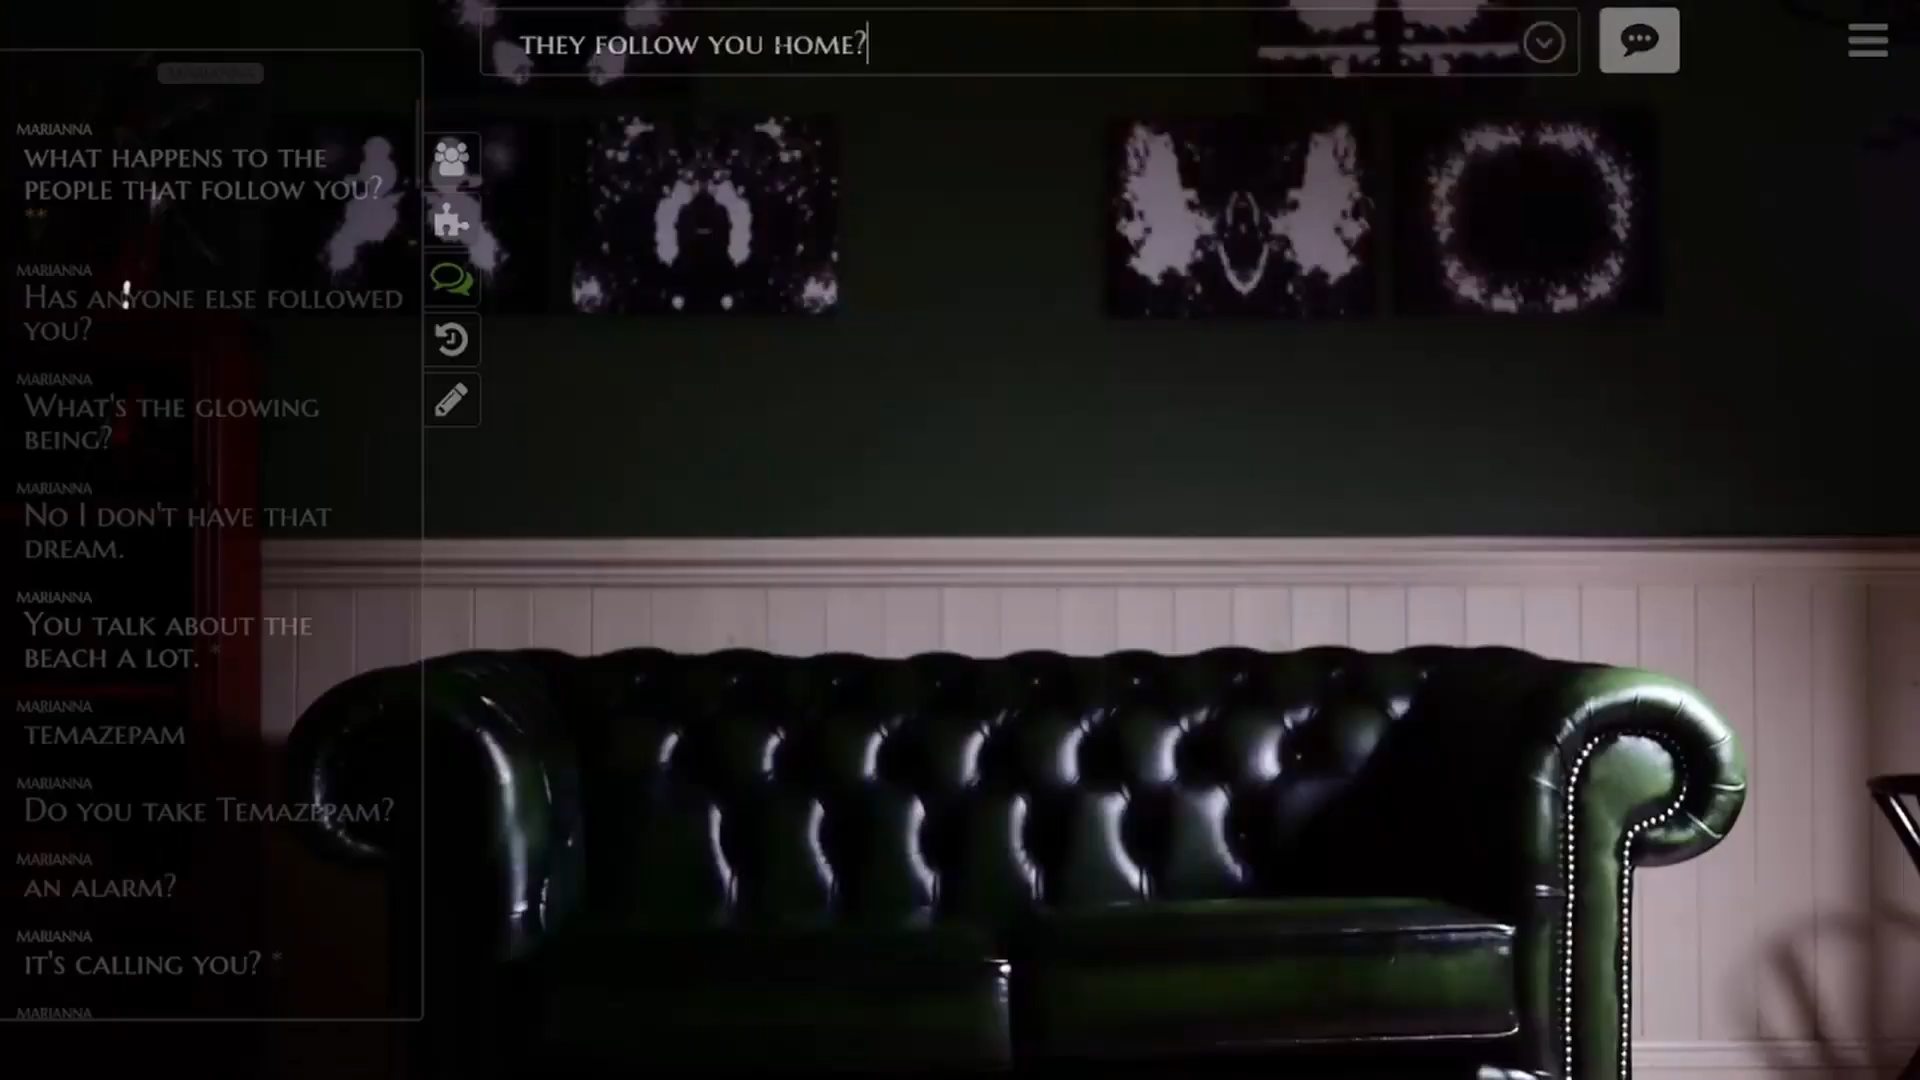 THEY FOLLOW YOU HOME?
MARIANNA
WHAT HAPPENS TO THE
PEOPLE THAT FOLLOW YOU?
**
MARIANNA
HAS ANYONE ELSE FOLLOWED
YOU?
MARIANNA
WHAT'S THE GLOWING
BEING?
MARIANNA
NO I DON'T HAVE THAT
DREAM.
MARIANNA
YOU TALK ABOUT THE
BEACH A LOT. *
MARIANNA
TEMAZEPAM
MARIANNA
DO YOU TAKE TEMAZEPAM?
MARIANNA
AN ALARM?
MARIANNA
IT'S CALLING YOU? *
MARIANNA